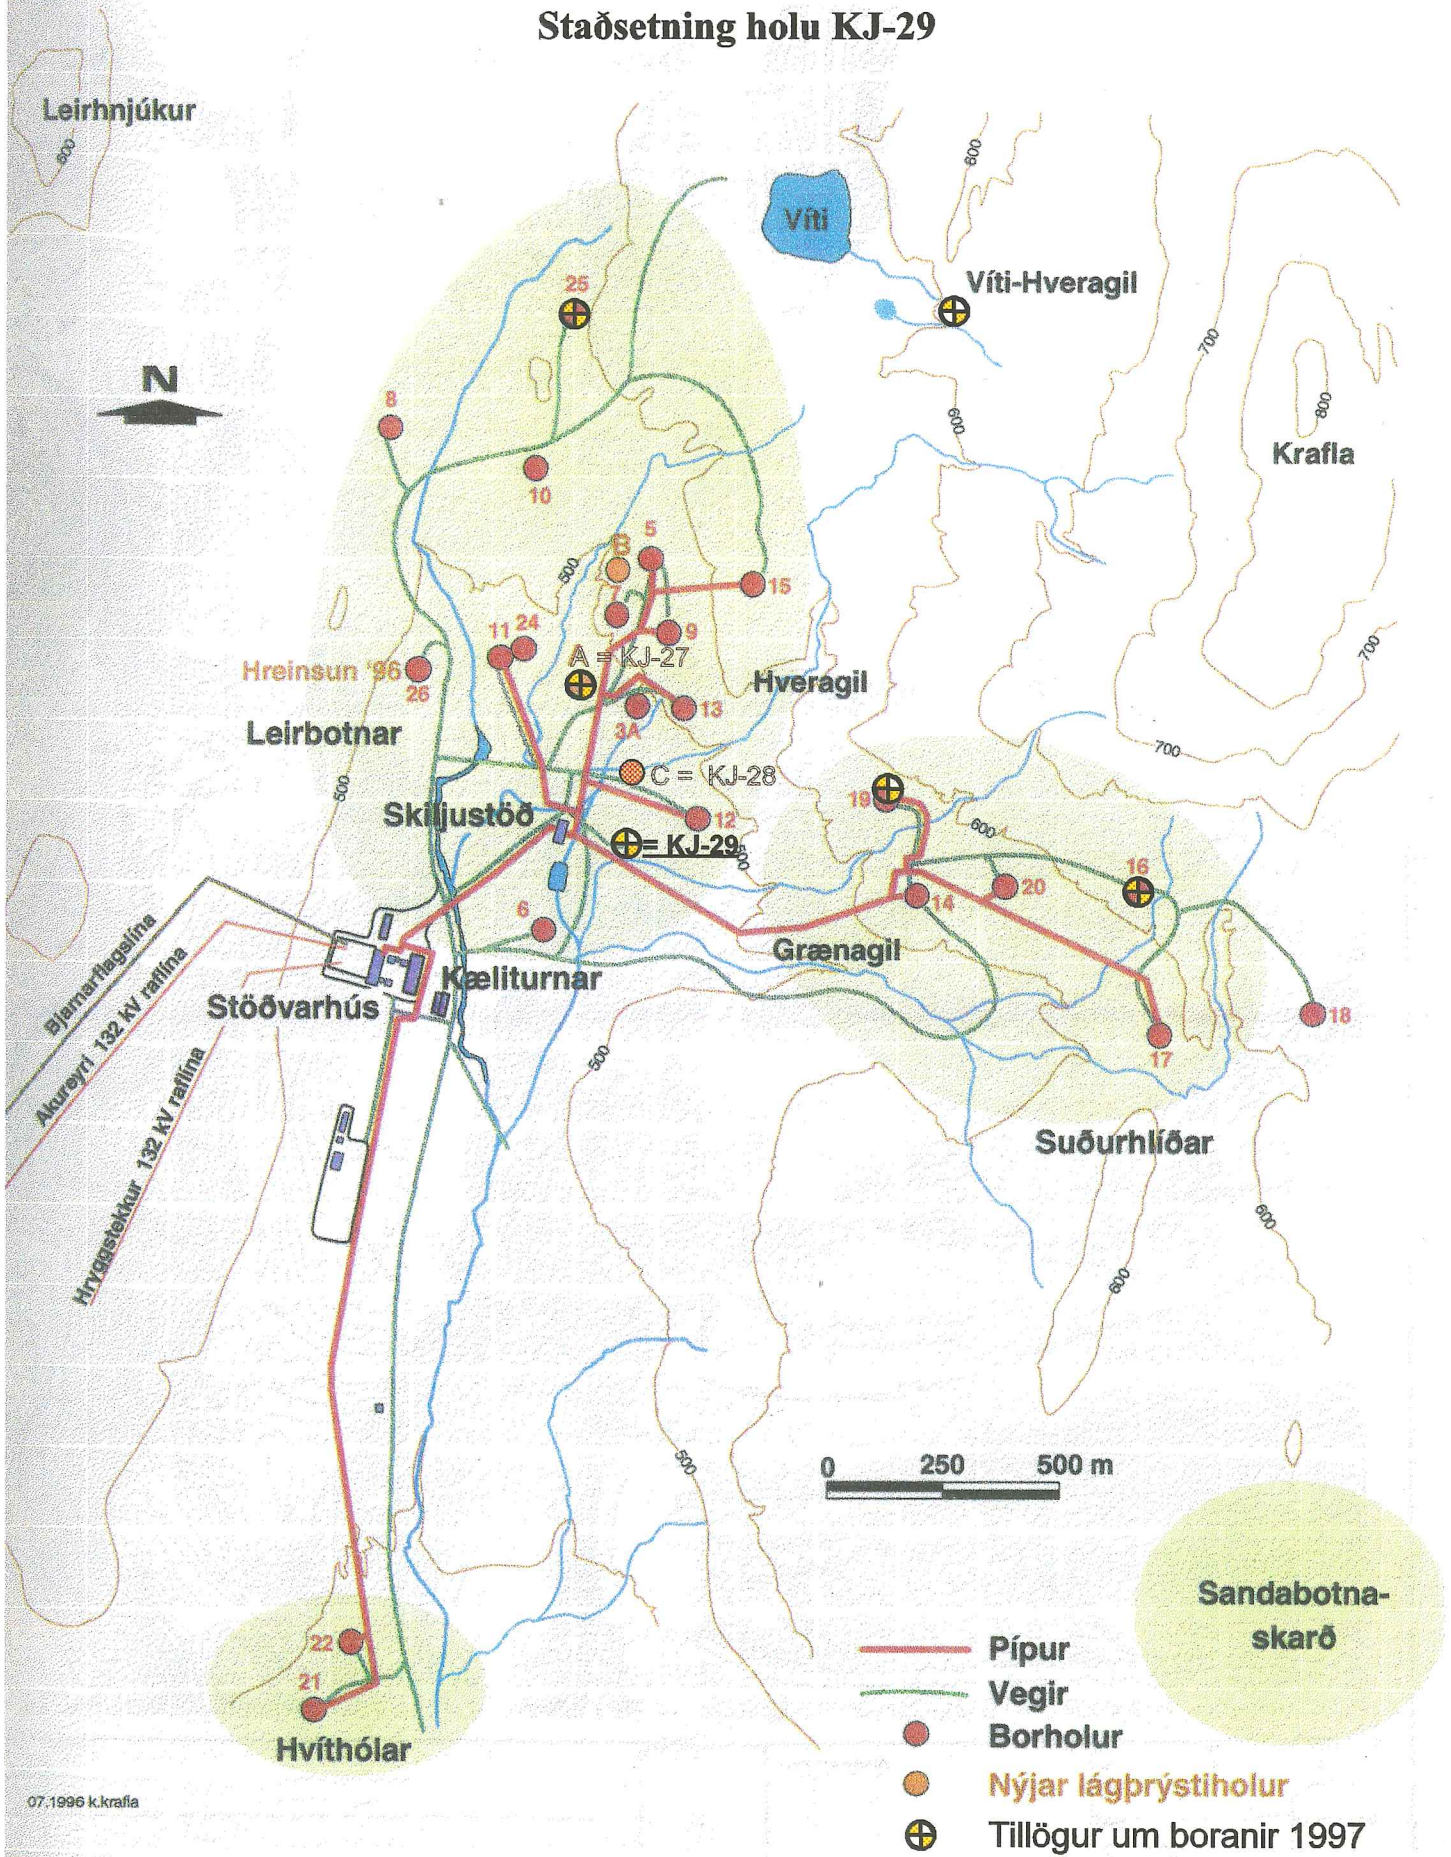 Staðsetning holu KJ-29
Leirhnjúkur
600
600
Víti
Víti-Hveragil
25
N
700
8
600
800
Krafla
10
B
5
500
15
7
11
24
9
A = KJ-27
700
Hreinsun '96
26
Hveragil
3A
13
Leirbotnar
700
C = KJ-28
500
19
Skiljustöð
12
600
= KJ-29
500
16
20
14
6
Bjarnarflagslína
Grænagil
Akureyri 132 kV raflína
Kæliturnar
Stöðvarhús
18
17
500
Hryggstekkur 132 kV raflína
Suðurhlíðar
600
600
500
0 250 500 m
Sandabotna-
skarð
22
Pípur
21
Vegir
Borholur
Hvíthólar
Nýjar lágþrýstiholur
07.1996 k.krafla
Tillögur um boranir 1997